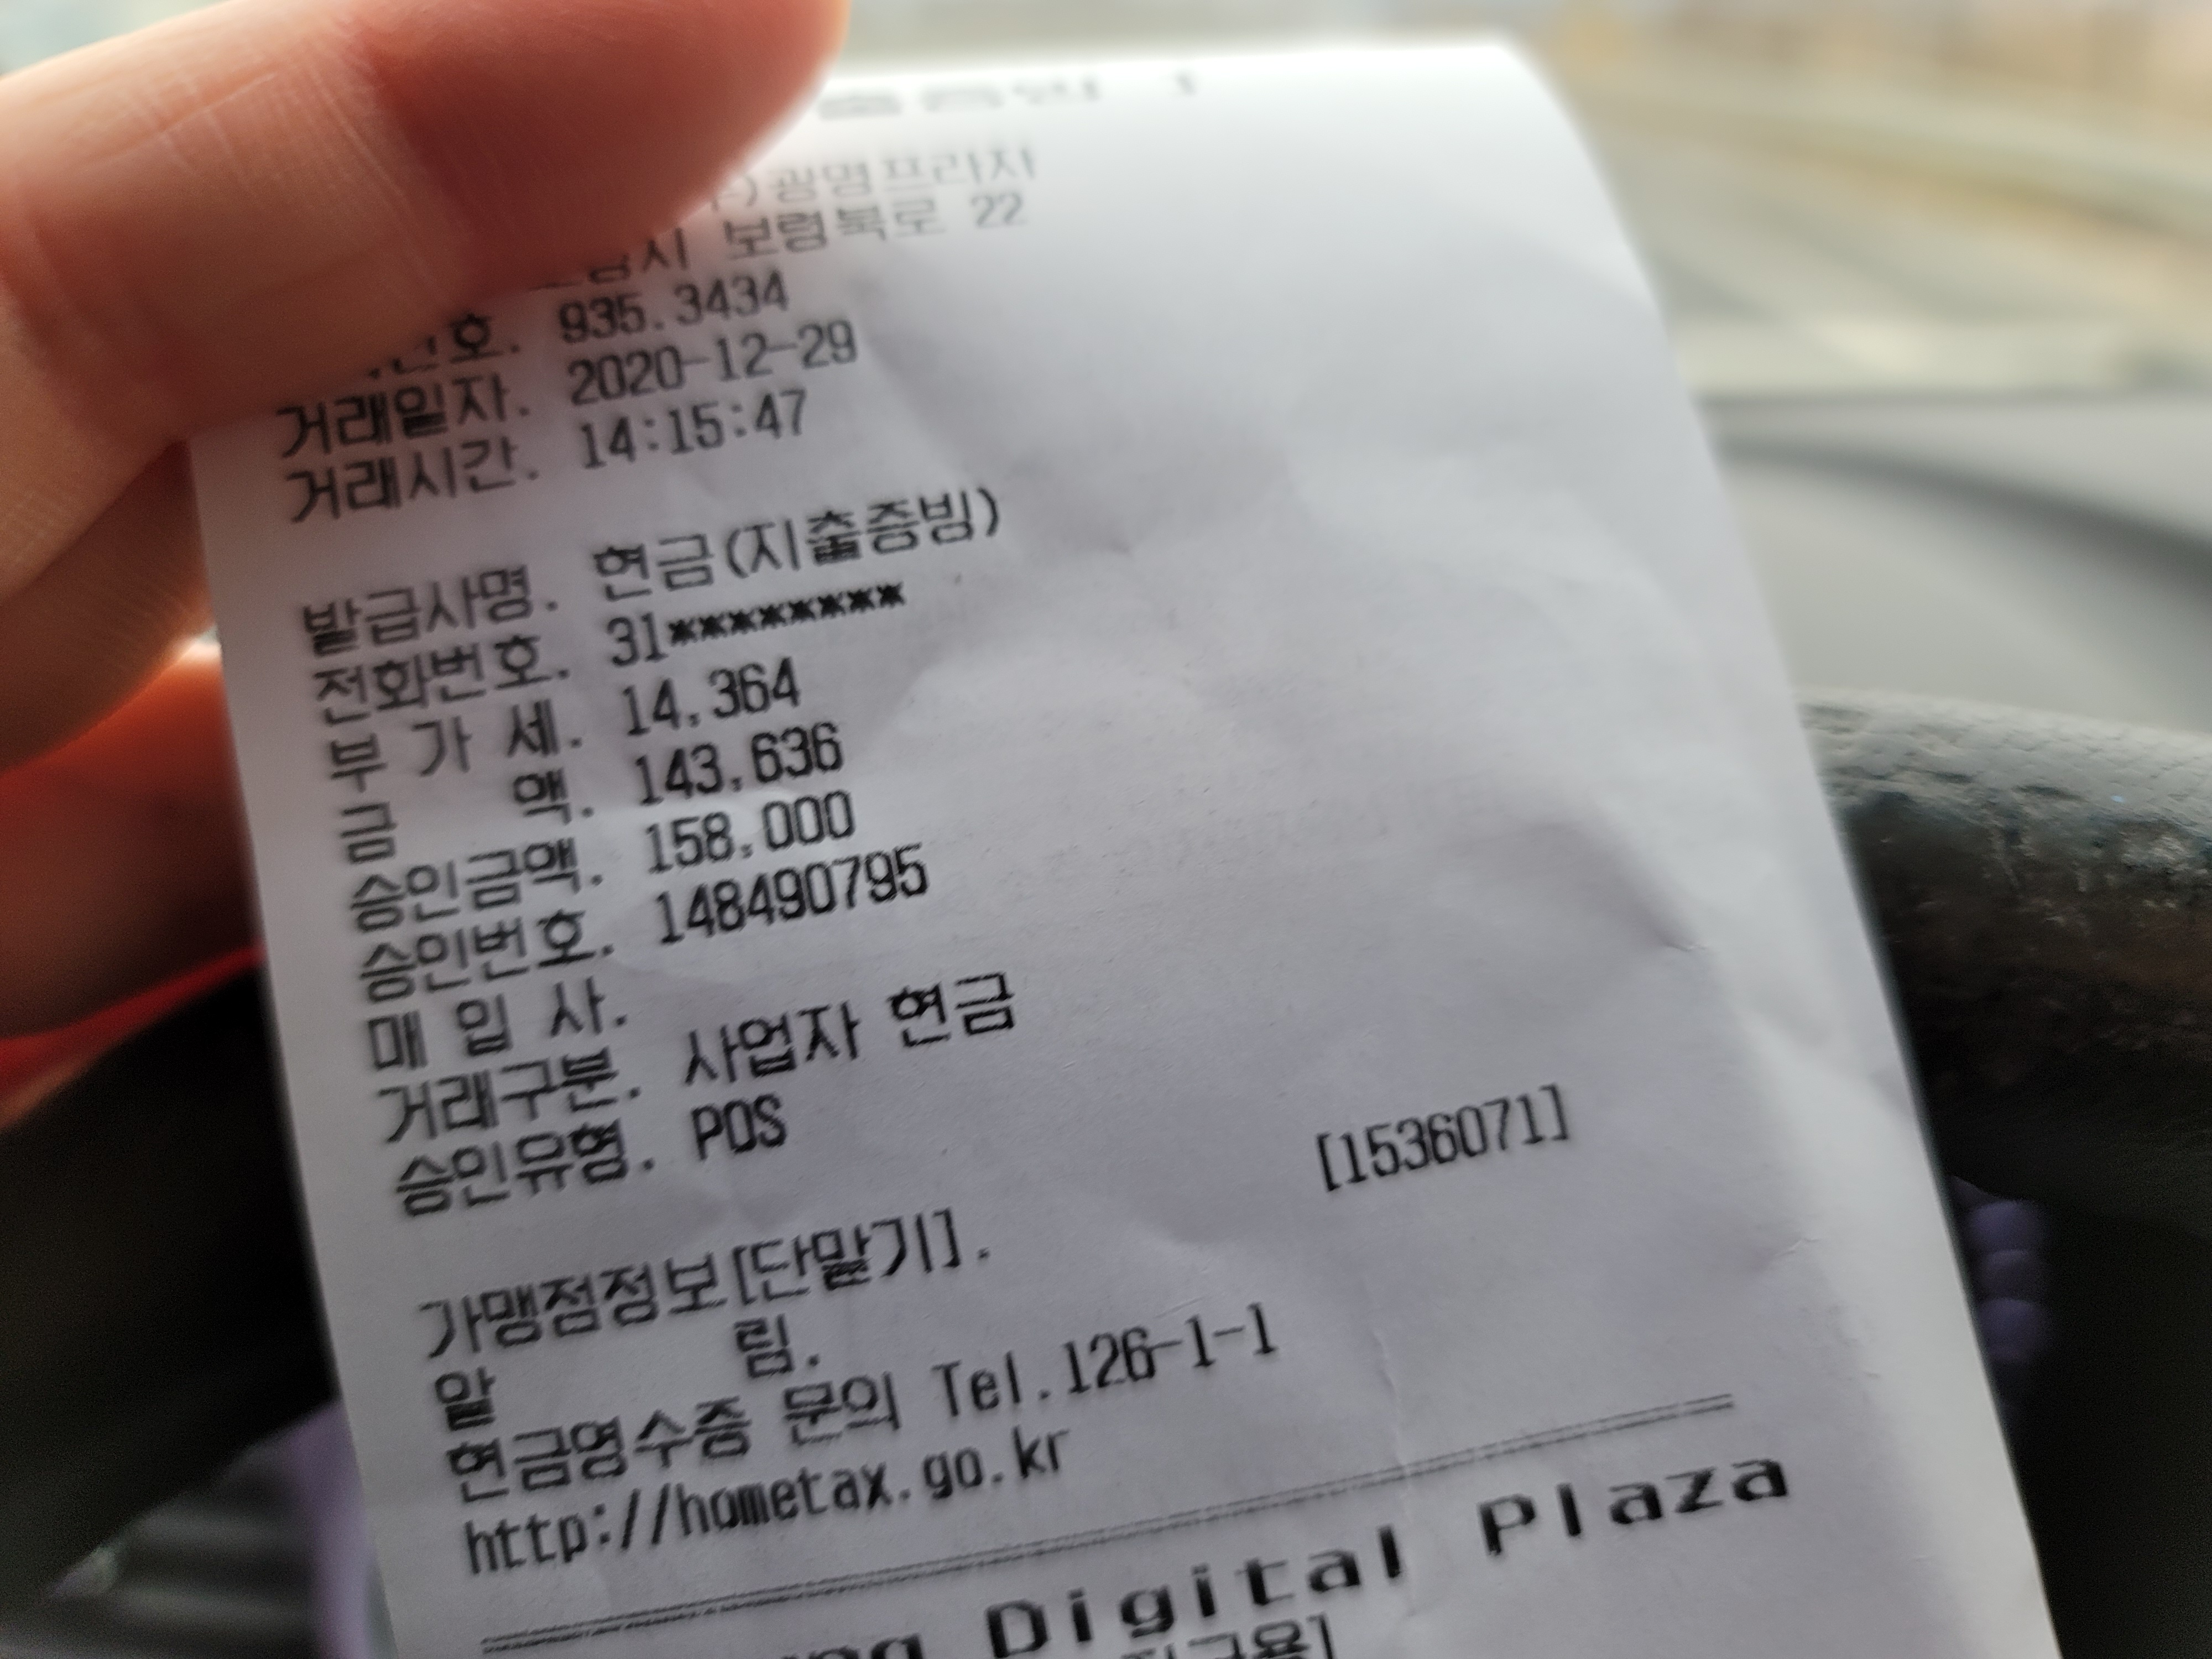 광명프라자
보령북로 22
935.3434
거래일자. 2020-12-29
거래시간. 14:15:47
발급사명. 현금(지출증빙)
전화번호. 31********
부 가 세. 14,364
금 액. 143,636
승인금액. 158,000
승인번호. 148490795
매 입 사.
거래구분. 사업자 현금
승인유형. POS
[1536071]
가맹점정보[단말기].
알 림.
현금영수증 문의 Tel.126-1-1
http://hometax.go.kr
Digital Plaza